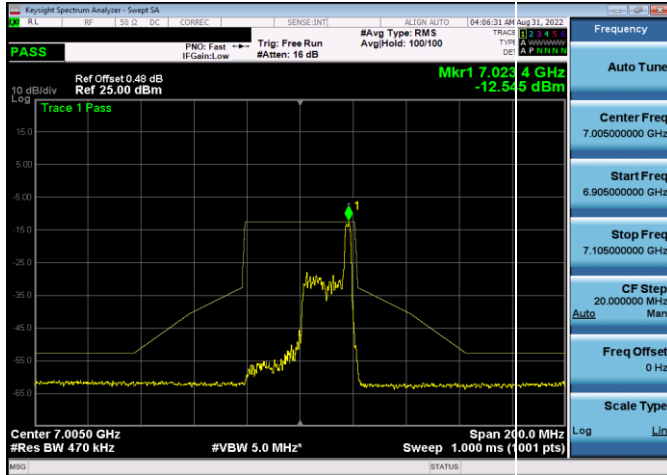 Keysight Spectrum Analyzer - Swept SA
RL RF 50 Ω DC CORREC SENSE:INT ALIGN AUTO 04:06:31 AM Aug 31, 2022
Frequency
#Avg Type: RMS TRACE 1 2 3 4 5 6
PASS PNO: Fast Trig: Free Run Avg|Hold: 100/100 TYPE A WWWWW
IFGain:Low #Atten: 16 dB DET A P N N N N
Auto Tune
Mkr1 7.023 4 GHz
Ref Offset 0.48 dB
10 dB/div Ref 25.00 dBm -12.545 dBm
Log
Trace 1 Pass
Center Freq
7.005000000 GHz
15.0
5.00
Start Freq
6.905000000 GHz
-5.00
1
-15.0
Stop Freq
7.105000000 GHz
-25.0
-35.0
CF Step
20.000000 MHz
Auto Man
-45.0
Freq Offset
0 Hz
-55.0
-65.0
Scale Type
Log Lin
Center 7.0050 GHz Span 200.0 MHz
#Res BW 470 kHz #VBW 5.0 MHz* Sweep 1.000 ms (1001 pts)
MSG STATUS